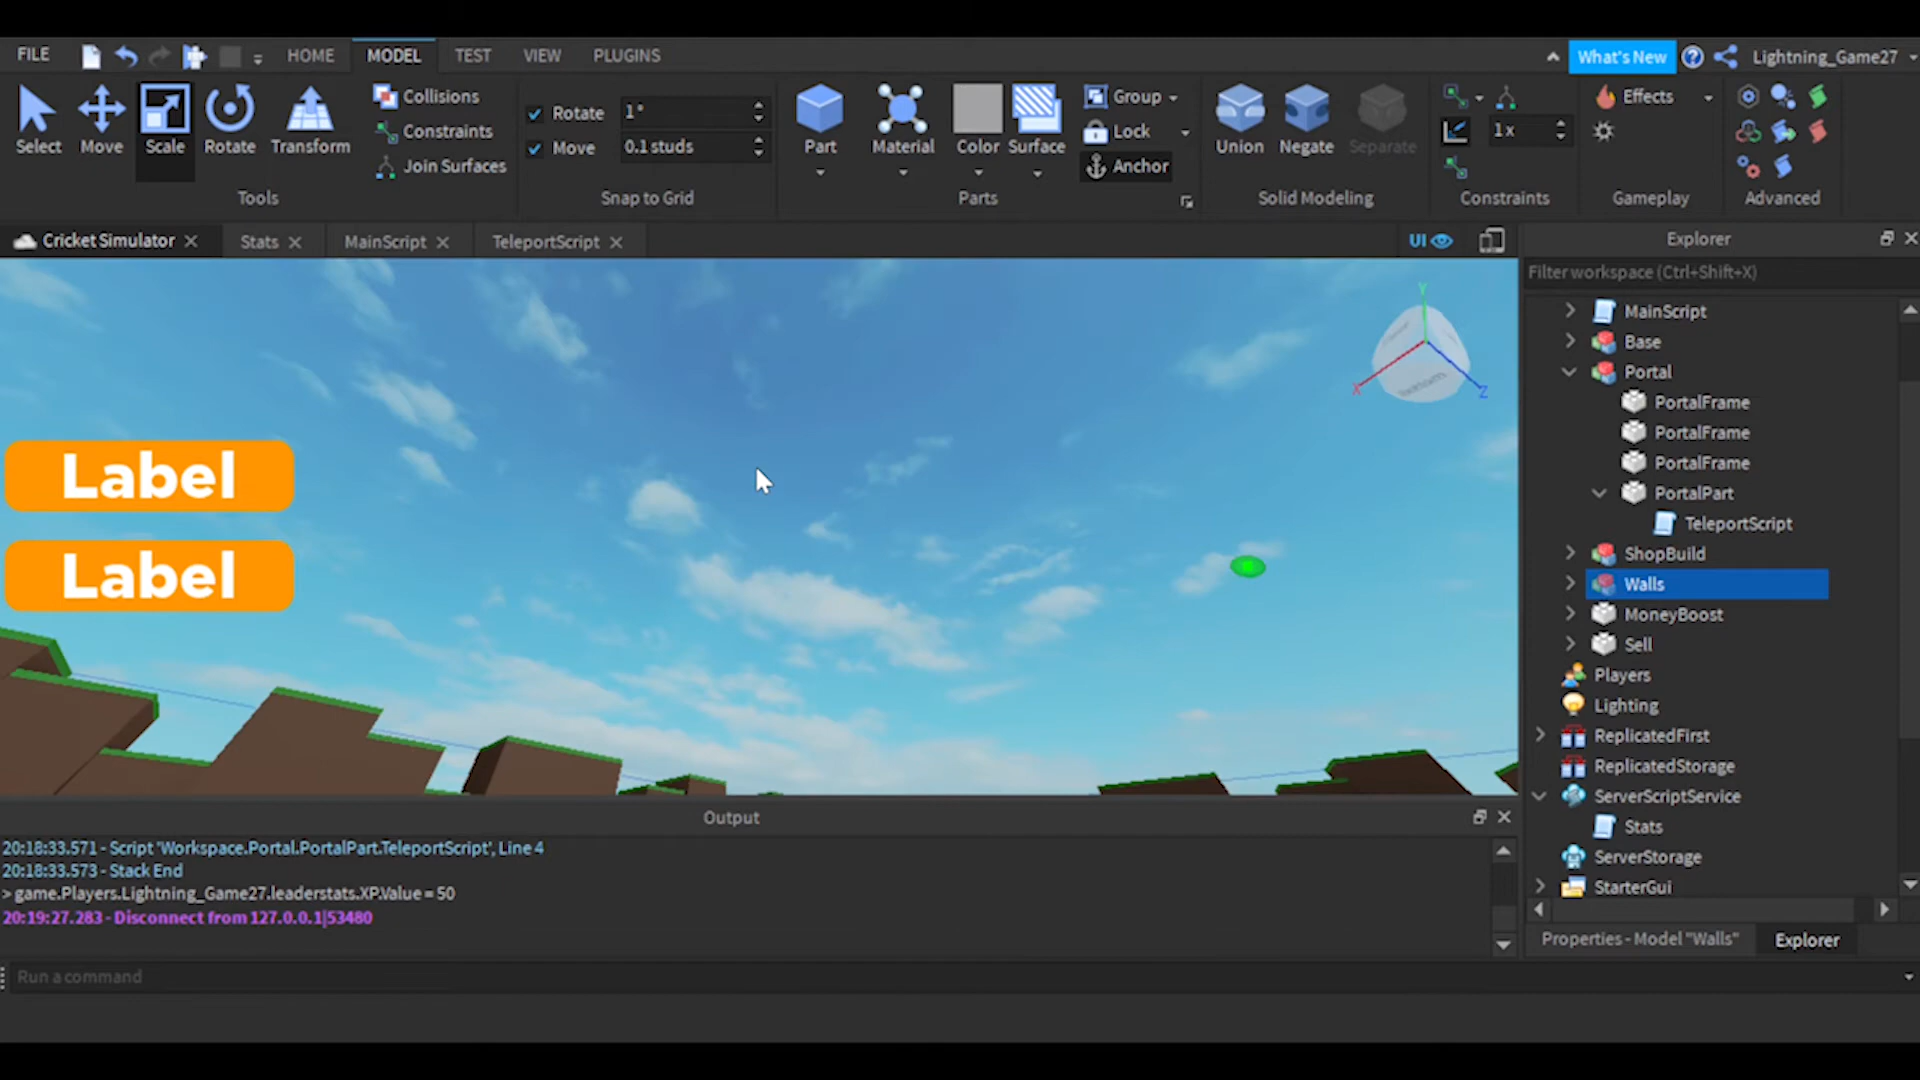 FILE HOME MODEL TEST VIEW PLUGINS What's New Lightning_Game27
Select Move Scale Rotate Transform
Collisions
Constraints
Join Surfaces
Tools
Rotate 1°
Move 0.1 studs
Snap to Grid
Part Material Color Surface
Group
Lock
Anchor
Parts
Union Negate Separate
Solid Modeling
1x
Constraints
Effects
Gameplay
Advanced
Cricket Simulator Stats MainScript TeleportScript UI
Explorer
Filter workspace (Ctrl+Shift+X)
MainScript
Base
Portal
PortalFrame
PortalFrame
PortalFrame
PortalPart
TeleportScript
ShopBuild
Walls
MoneyBoost
Sell
Players
Lighting
ReplicatedFirst
ReplicatedStorage
ServerScriptService
Stats
ServerStorage
StarterGui
Properties - Model "Walls" Explorer
Y
X
Z
Label
Label
Output
20:18:33.571 - Script 'Workspace.Portal.PortalPart.TeleportScript', Line 4
20:18:33.573 - Stack End
> game.Players.Lightning_Game27.leaderstats.XP.Value = 50
20:19:27.283 - Disconnect from 127.0.0.1|53480
Run a command